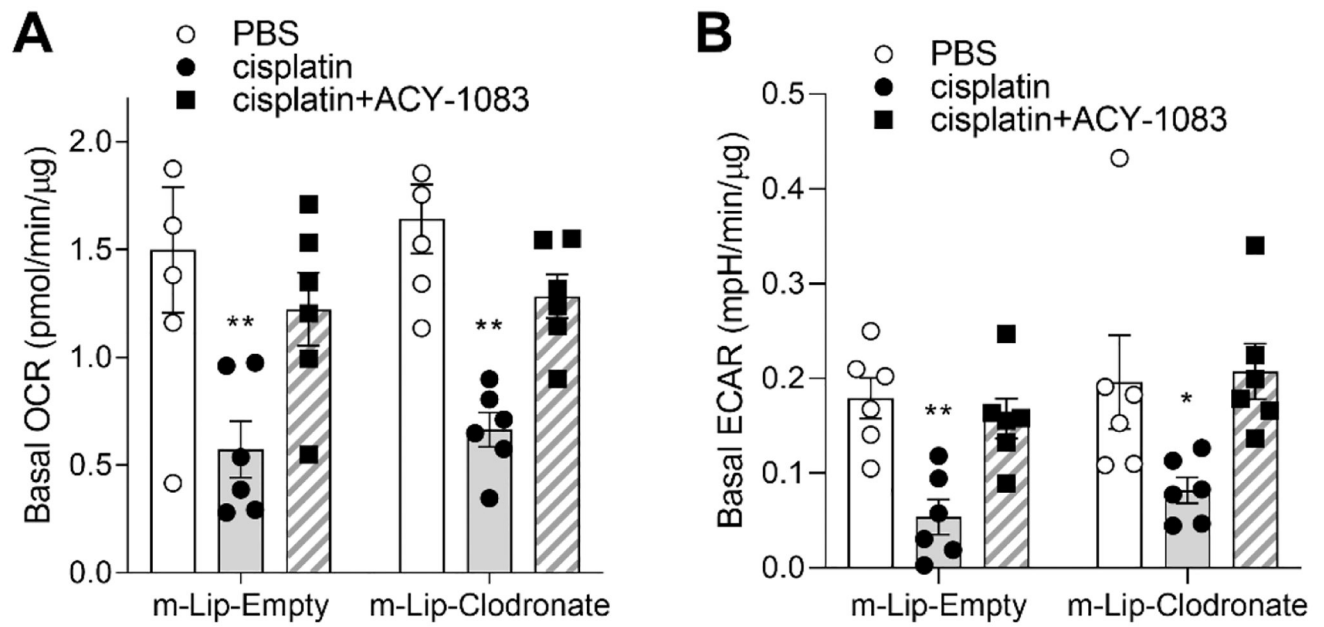 A
PBS
cisplatin
cisplatin+ACY-1083
Basal OCR (pmol/min/μg)
2.0
1.5
1.0
0.5
0.0
**
**
m-Lip-Empty
m-Lip-Clodronate
B
PBS
cisplatin
cisplatin+ACY-1083
Basal ECAR (mpH/min/μg)
0.5
0.4
0.3
0.2
0.1
0.0
**
*
m-Lip-Empty
m-Lip-Clodronate